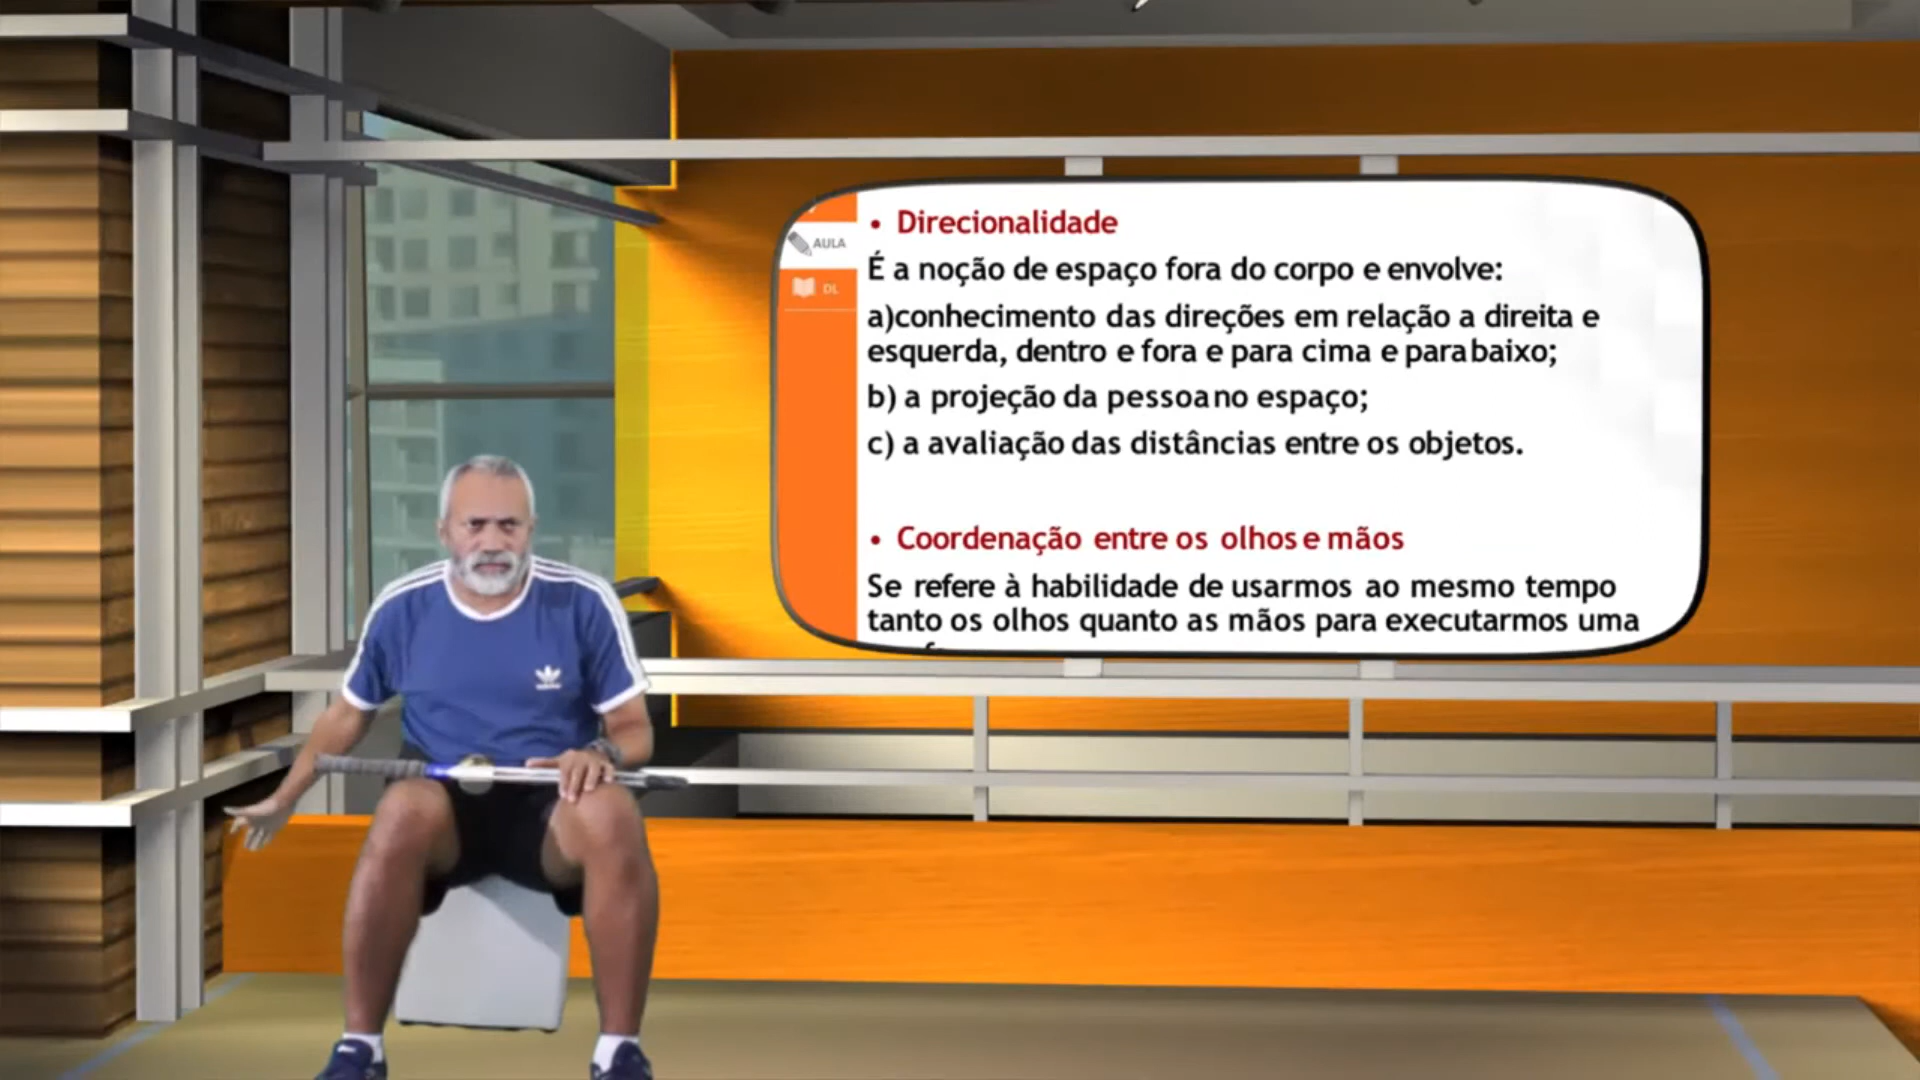 • Direcionalidade
AULA
É a noção de espaço fora do corpo e envolve:
DL
a)conhecimento das direções em relação a direita e
esquerda, dentro e fora e para cima e para baixo;
b) a projeção da pessoa no espaço;
c) a avaliação das distâncias entre os objetos.
• Coordenação entre os olhos e mãos
Se refere à habilidade de usarmos ao mesmo tempo
tanto os olhos quanto as mãos para executarmos uma